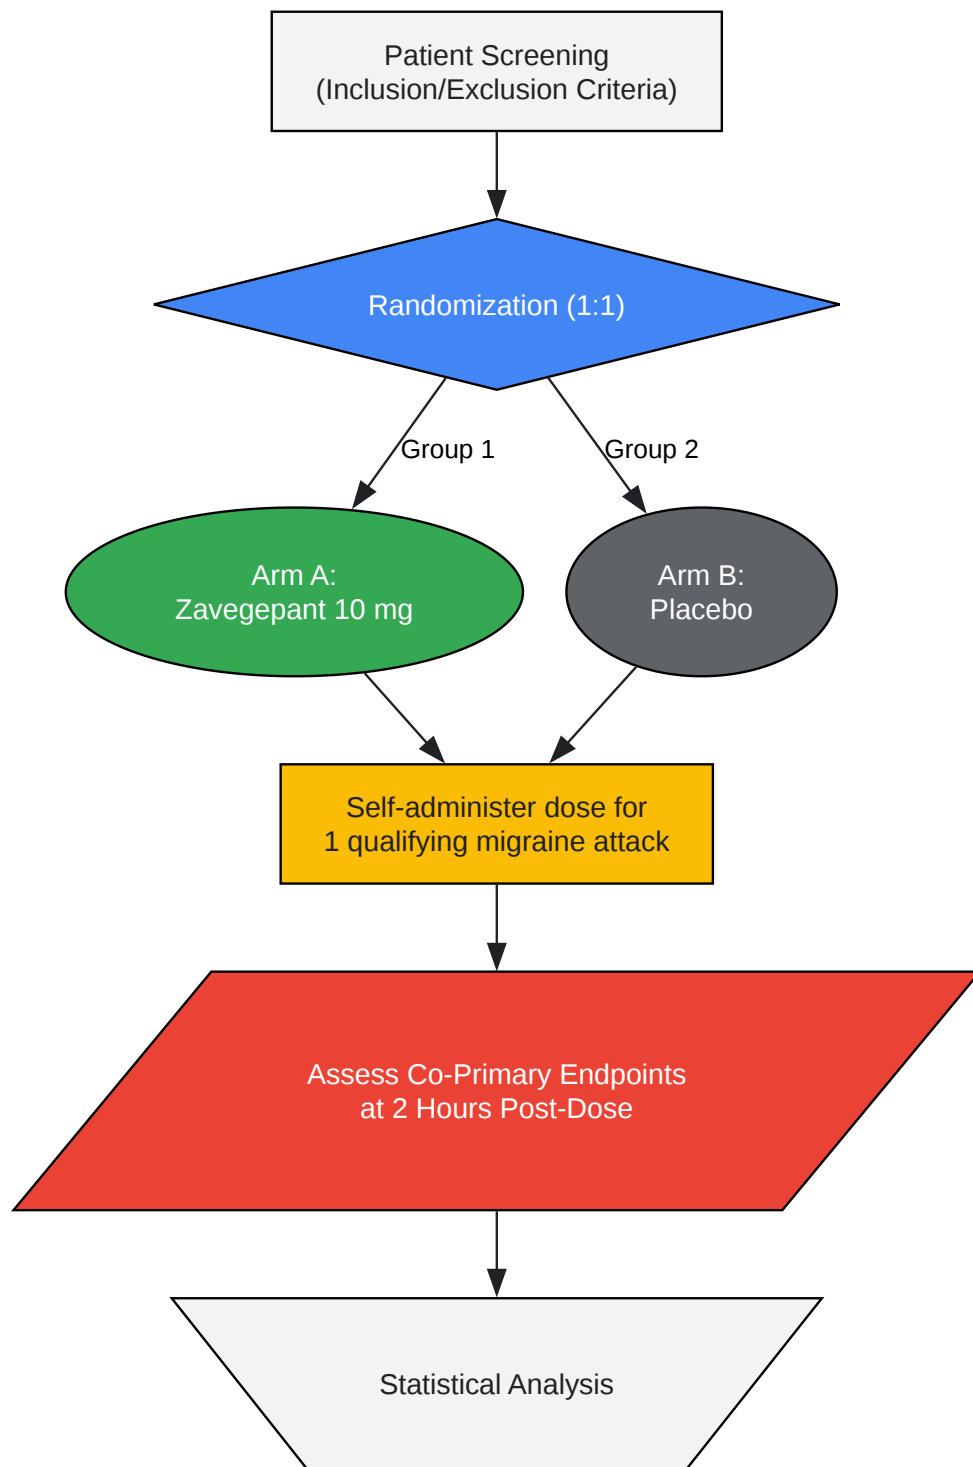 Patient Screening
(Inclusion/Exclusion Criteria)
Randomization (1:1)
Group 1
Group 2
Arm A:
Zavegepant 10 mg
Arm B:
Placebo
Self-administer dose for
1 qualifying migraine attack
Assess Co-Primary Endpoints
at 2 Hours Post-Dose
Statistical Analysis